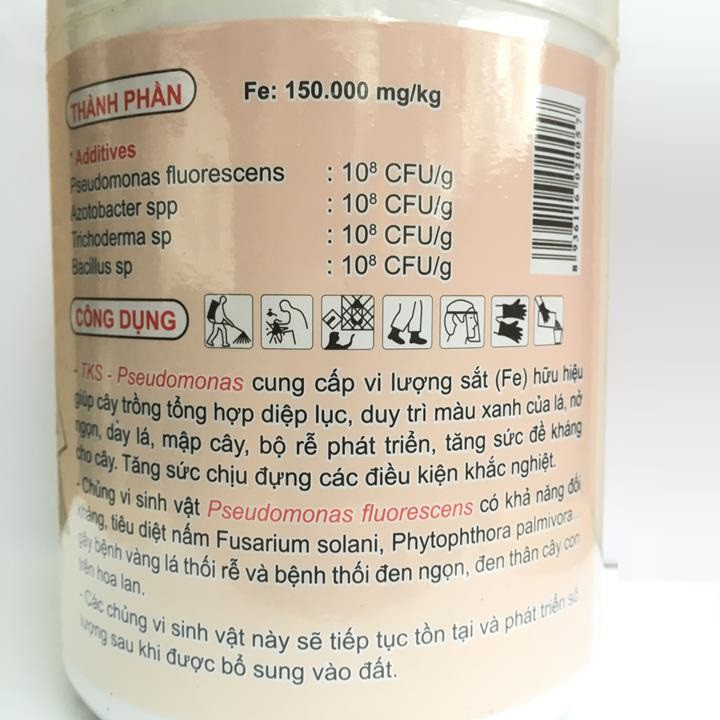 THÀNH PHẦN
Fe: 150.000 mg/kg
* Additives
Pseudomonas fluorescens : 10⁸ CFU/g
Azotobacter spp : 10⁸ CFU/g
Trichoderma sp : 10⁸ CFU/g
Bacillus sp : 10⁸ CFU/g
8 936116 020057
CÔNG DỤNG
- TKS - Pseudomonas cung cấp vi lượng sắt (Fe) hữu hiệu
giúp cây trồng tổng hợp diệp lục, duy trì màu xanh của lá, nở
ngọn, dày lá, mập cây, bộ rễ phát triển, tăng sức đề kháng
cho cây. Tăng sức chịu đựng các điều kiện khắc nghiệt.
- Chủng vi sinh vật Pseudomonas fluorescens có khả năng đối
kháng, tiêu diệt nấm Fusarium solani, Phytophthora palmivora...
gây bệnh vàng lá thối rễ và bệnh thối đen ngọn, đen thân cây con
trên hoa lan.
- Các chủng vi sinh vật này sẽ tiếp tục tồn tại và phát triển số
lượng sau khi được bổ sung vào đất.